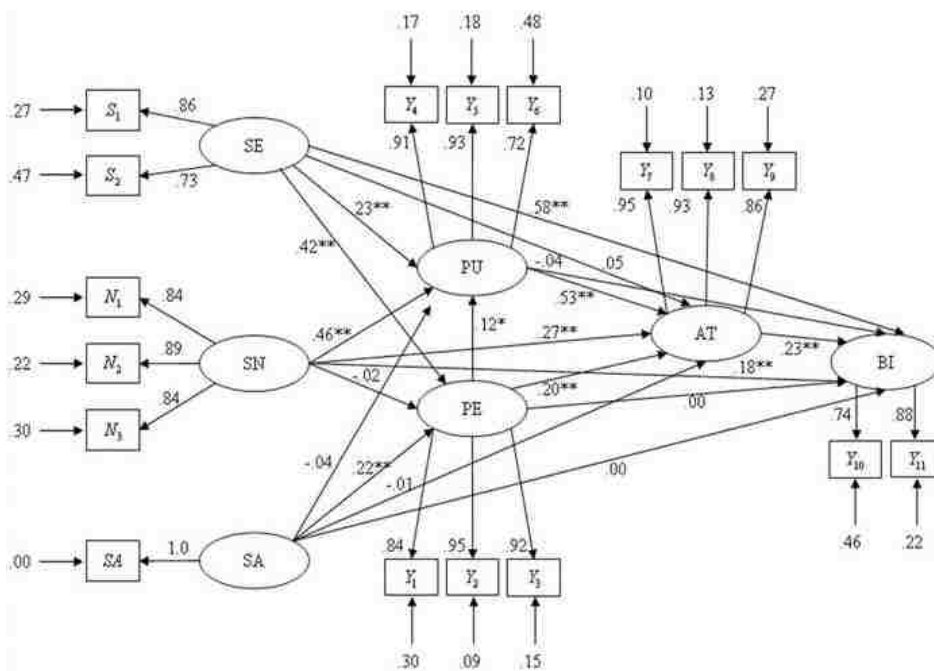 .17 .18 .48
.27 S₁ .86 Y₄ Y₅ Y₆
SE .10 .13 .27
.47 S₂ .73 .91 .93 .72 Y₇ Y₈ Y₉
.23** .58** .95 .93 .86
.42** PU -.04 .05
.29 N₁ .84 .53**
.46** .12* .27** AT .23**
.22 N₂ .89 SN .18** BI
-.02 .20**
.84 PE .00 .74 .88
.30 N₃
-.04 .22** -.01 .00 Y₁₀ Y₁₁
.00 SA 1.0 SA .84 .95 .92 .46 .22
Y₁ Y₂ Y₃
.30 .09 .15